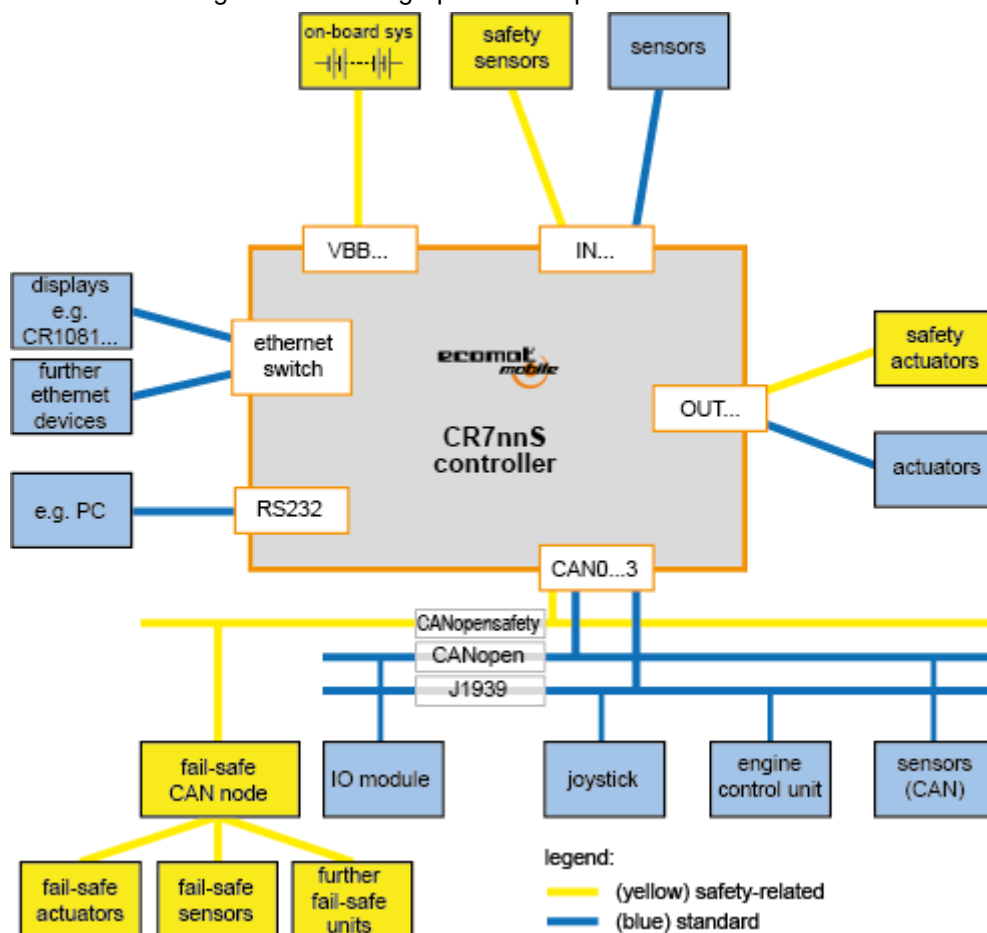 on-board sys
safety
sensors
sensors
VBB...
IN...
displays
e.g.
CR1081...
further
ethernet
devices
ethernet
switch
ecomat
mobile
CR7nnS
controller
OUT...
safety
actuators
actuators
e.g. PC
RS232
CAN0...3
CANopensafety
CANopen
J1939
fail-safe
CAN node
IO module
joystick
engine
control unit
sensors
(CAN)
fail-safe
actuators
fail-safe
sensors
further
fail-safe
units
legend:
(yellow) safety-related
(blue) standard